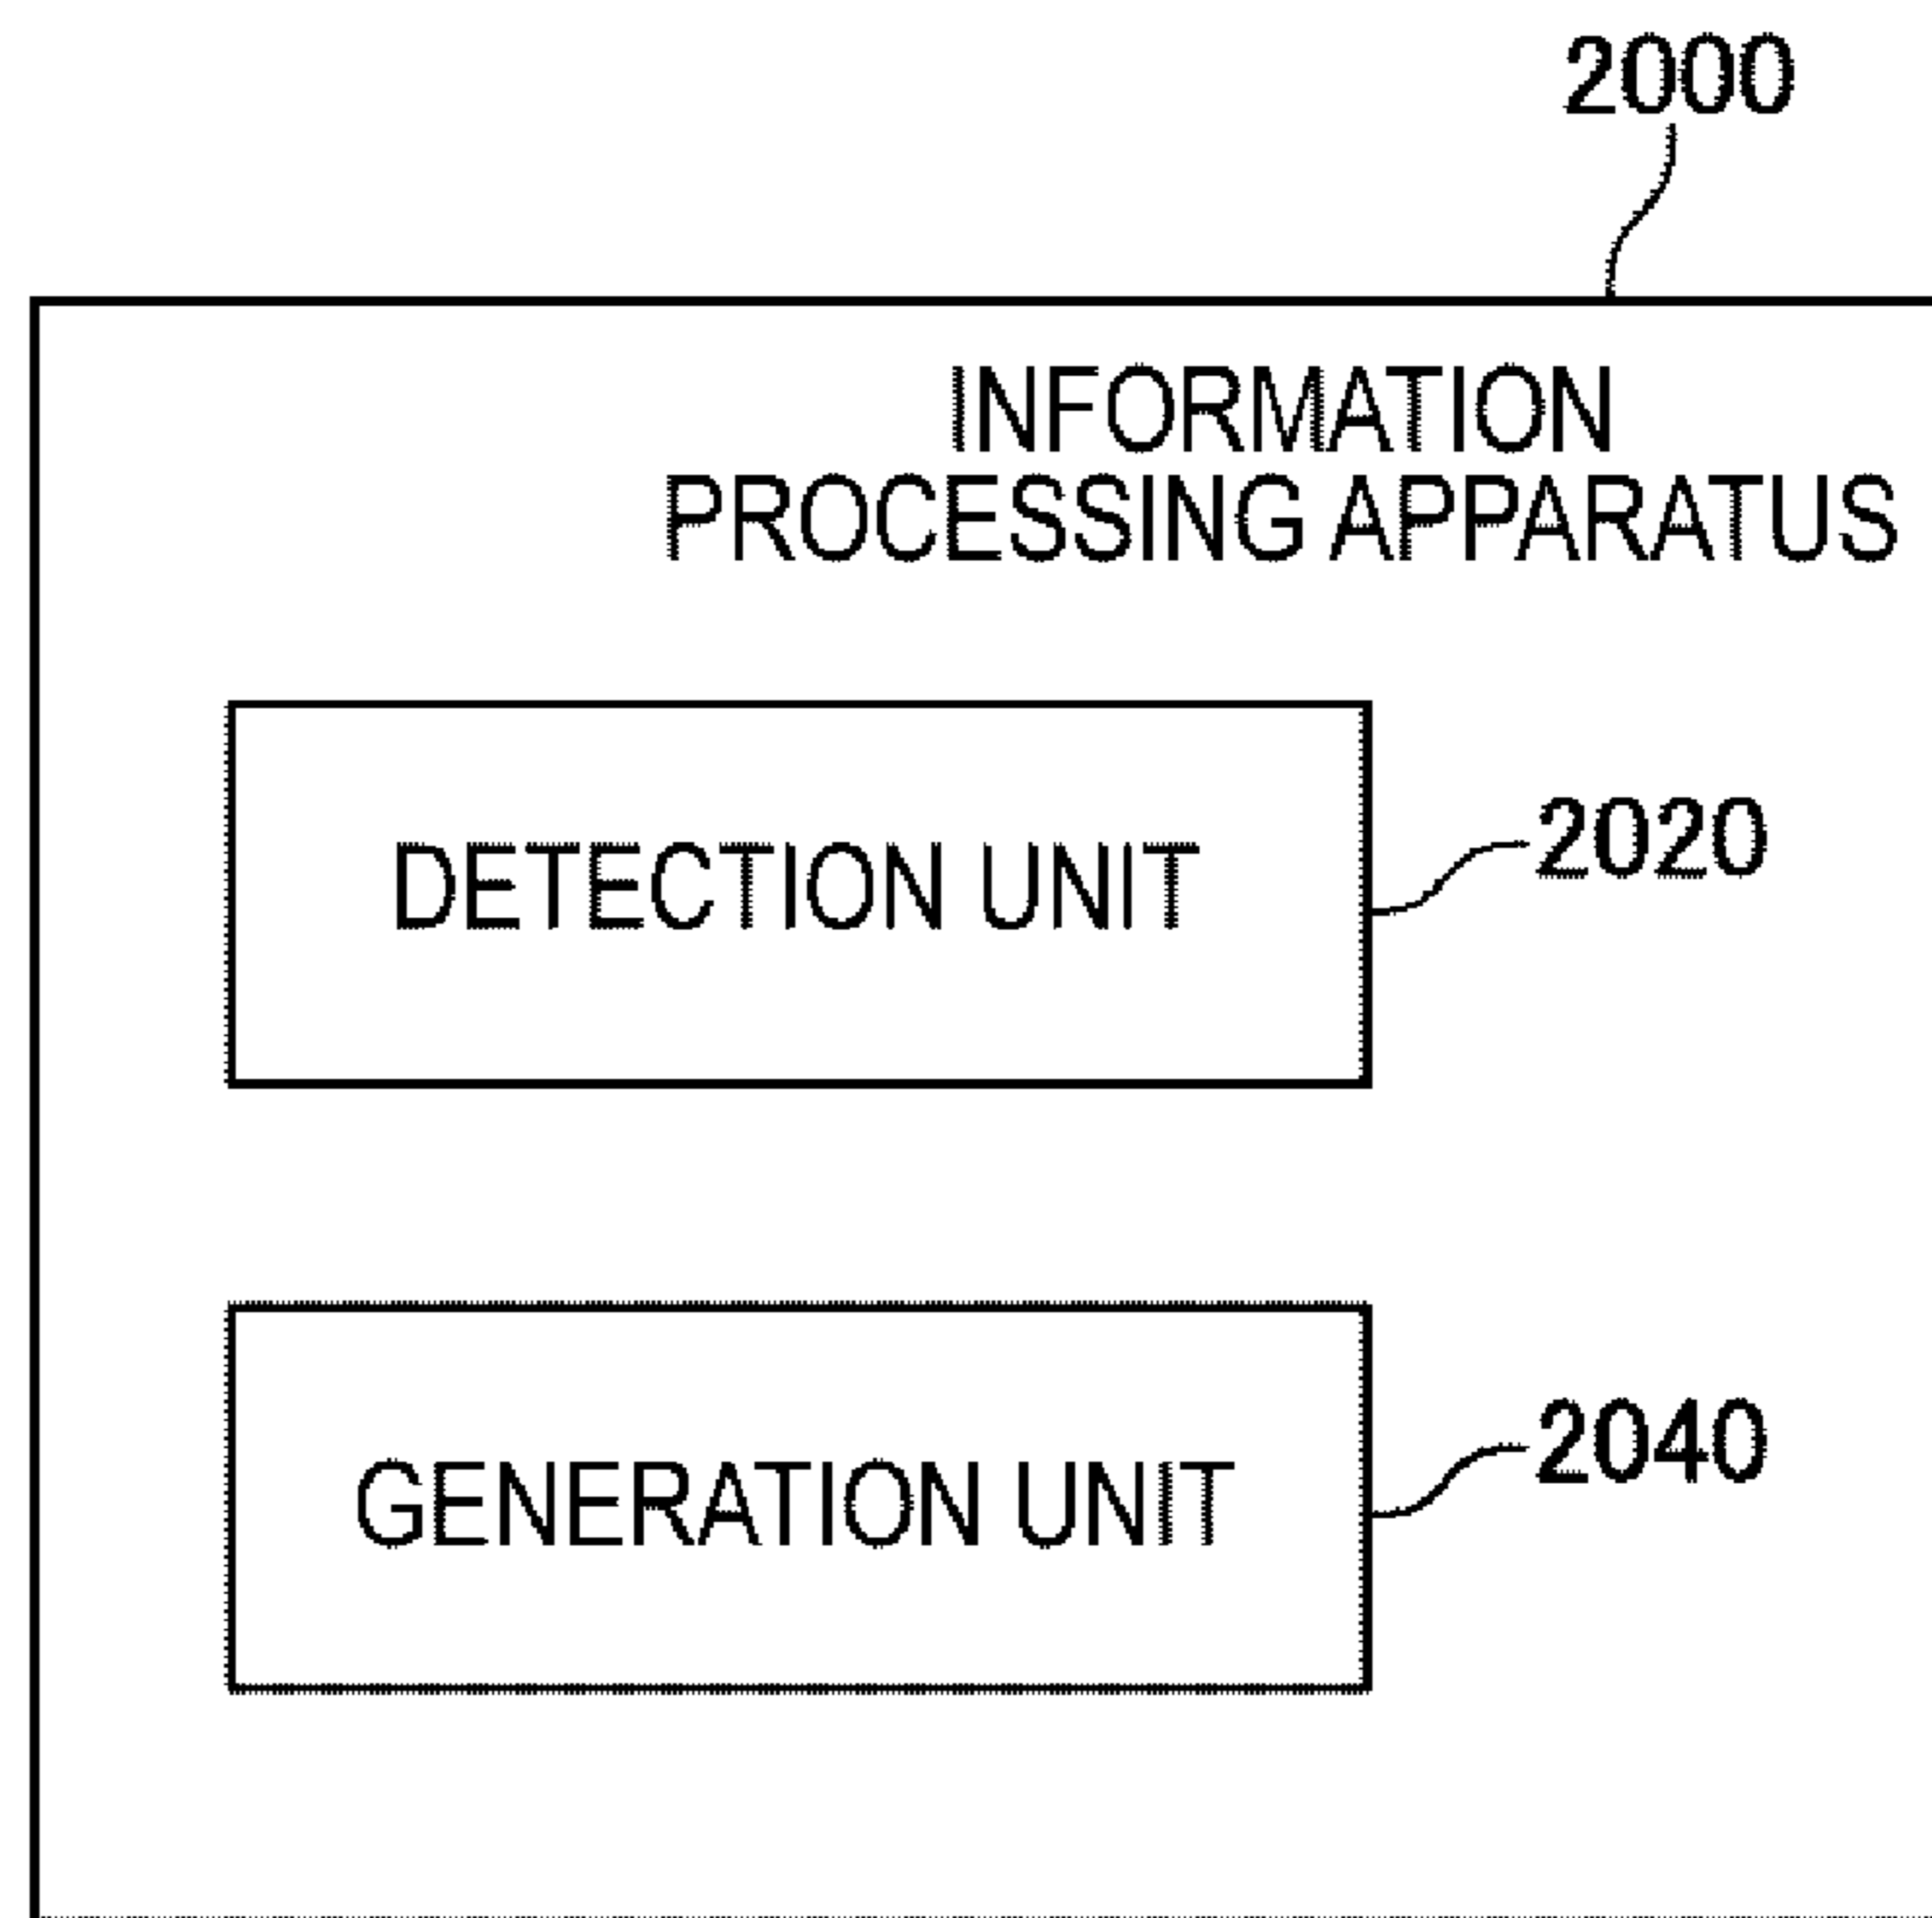 2000
INFORMATION
PROCESSING APPARATUS
DETECTION UNIT
2020
GENERATION UNIT
2040